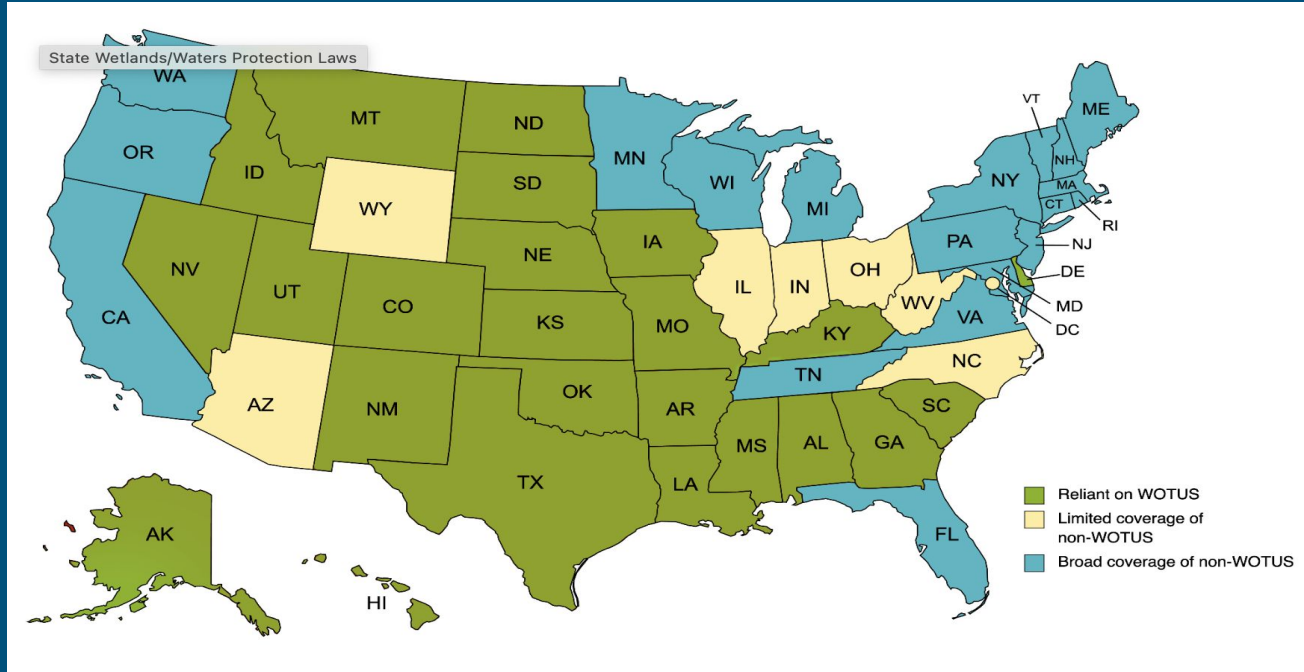 State Wetlands/Waters Protection Laws
WA
MT
ND
MN
VT
ME
OR
ID
SD
WI
MI
NY
NH
MA
CT
RI
WY
NE
IA
PA
NJ
NV
UT
CO
KS
MO
IL
IN
OH
WV
VA
DE
MD
DC
CA
KY
AZ
NM
OK
AR
TN
NC
SC
TX
LA
MS
AL
GA
FL
AK
HI
Reliant on WOTUS
Limited coverage of
non-WOTUS
Broad coverage of non-WOTUS